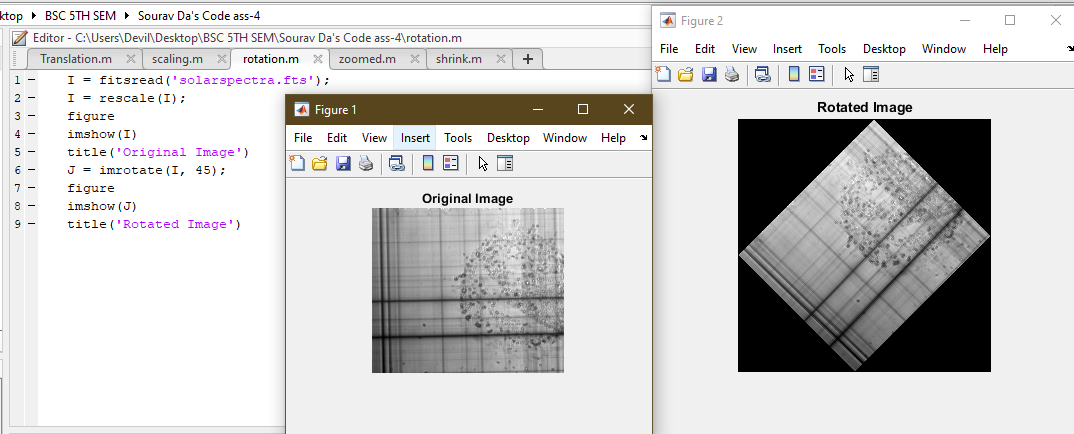 ktop BSC 5TH SEM Sourav Da's Code ass-4
Editor - C:\Users\Devil\Desktop\BSC 5TH SEM\Sourav Da's Code ass-4\rotation.m
Translation.m scaling.m rotation.m zoomed.m shrink.m
1 - I = fitsread('solarspectra.fts');
2 - I = rescale(I);
3 - figure
4 - imshow(I)
5 - title('Original Image')
6 - J = imrotate(I, 45);
7 - figure
8 - imshow(J)
9 - title('Rotated Image')
Figure 1
File Edit View Insert Tools Desktop Window Help
Original Image
Figure 2
File Edit View Insert Tools Desktop Window Help
Rotated Image